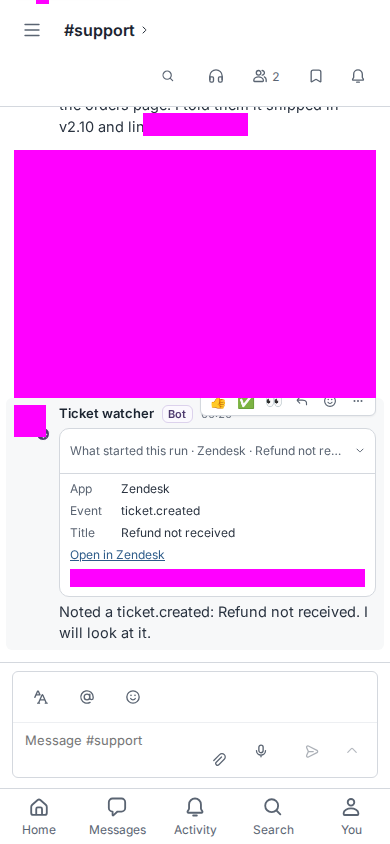 #support
2
the orders page. I told them it shipped in
v2.10 and
Ticket watcher Bot
What started this run · Zendesk · Refund not re...
App Zendesk
Event ticket.created
Title Refund not received
Open in Zendesk
Noted a ticket.created: Refund not received. I
will look at it.
Message #support
Home Messages Activity Search You